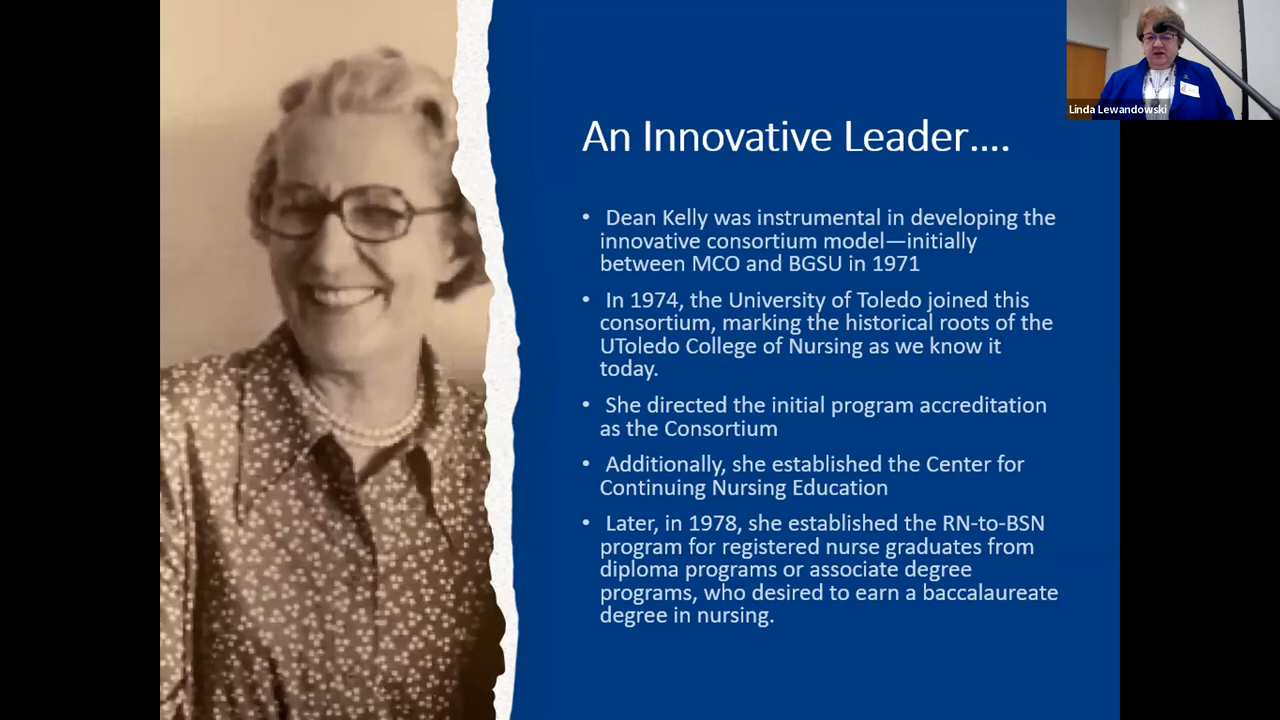 Linda Lewandowski
An Innovative Leader....
• Dean Kelly was instrumental in developing the
innovative consortium model—initially
between MCO and BGSU in 1971
• In 1974, the University of Toledo joined this
consortium, marking the historical roots of the
UToledo College of Nursing as we know it
today.
• She directed the initial program accreditation
as the Consortium
• Additionally, she established the Center for
Continuing Nursing Education
• Later, in 1978, she established the RN-to-BSN
program for registered nurse graduates from
diploma programs or associate degree
programs, who desired to earn a baccalaureate
degree in nursing.